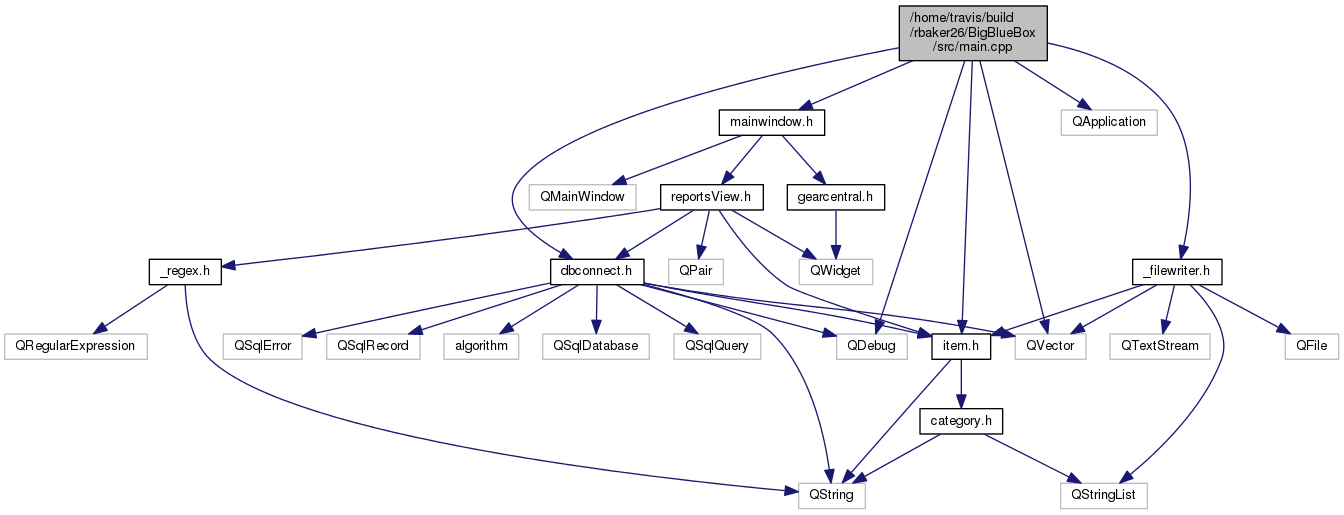 /home/travis/build
/rbaker26/BigBlueBox
/src/main.cpp
mainwindow.h
QApplication
QMainWindow
reportsView.h
gearcentral.h
_regex.h
dbconnect.h
QPair
QWidget
_filewriter.h
QRegularExpression
QSqlError
QSqlRecord
algorithm
QSqlDatabase
QSqlQuery
QDebug
item.h
QVector
QTextStream
QFile
category.h
QString
QStringList